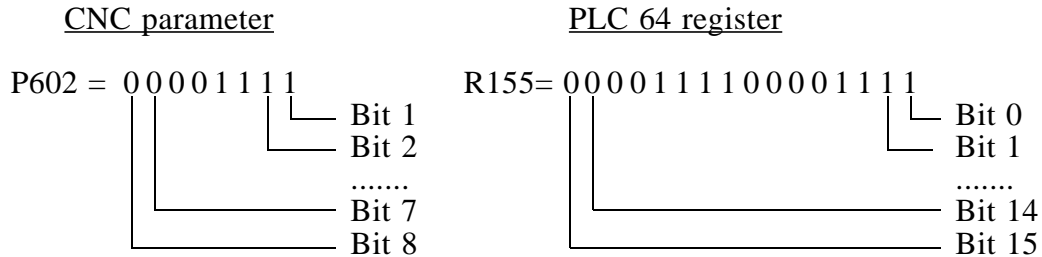 CNC parameter PLC 64 register
P602 = 0 0 0 0 1 1 1 1 R155= 0 0 0 0 1 1 1 1 0 0 0 0 1 1 1 1
Bit 1 Bit 0
Bit 2 Bit 1
....... .......
Bit 7 Bit 14
Bit 8 Bit 15